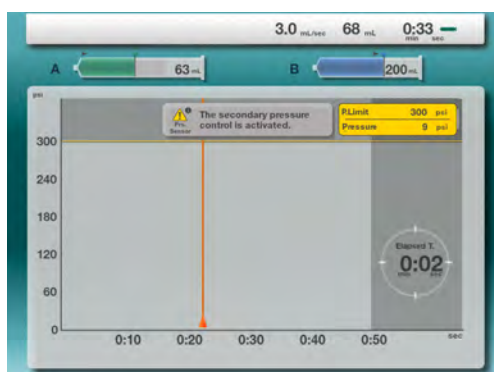 3.0 mL/sec 68 mL 0:33 min sec
A 63 mL B 200 mL
psi
The secondary pressure
control is activated.
Pre.
Sensor
P.Limit 300 psi
Pressure 9 psi
300
240
180
120
60
0
Elapsed T.
0:02
min sec
0:10 0:20 0:30 0:40 0:50 sec